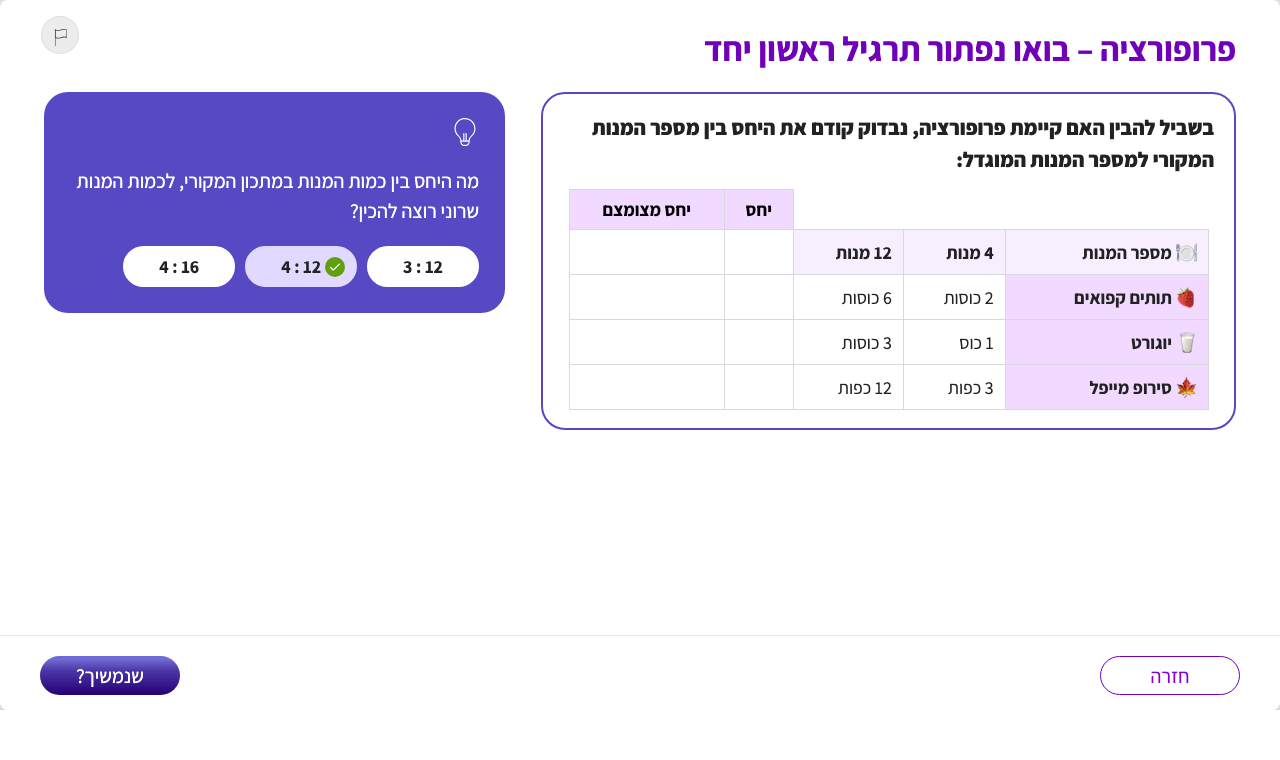 פרופורציה – בואו נפתור תרגיל ראשון יחד
בשביל להבין האם קיימת פרופורציה, נבדוק קודם את היחס בין מספר המנות
המקורי למספר המנות המוגדל:
יחס יחס מצומצם
מספר המנות 4 מנות 12 מנות
תותים קפואים 2 כוסות 6 כוסות
יוגורט 1 כוס 3 כוסות
סירופ מייפל 3 כפות 12 כפות
מה היחס בין כמות המנות במתכון המקורי, לכמות המנות
שרוני רוצה להכין?
3 : 12 4 : 12 4 : 16
חזרה שנמשיך?